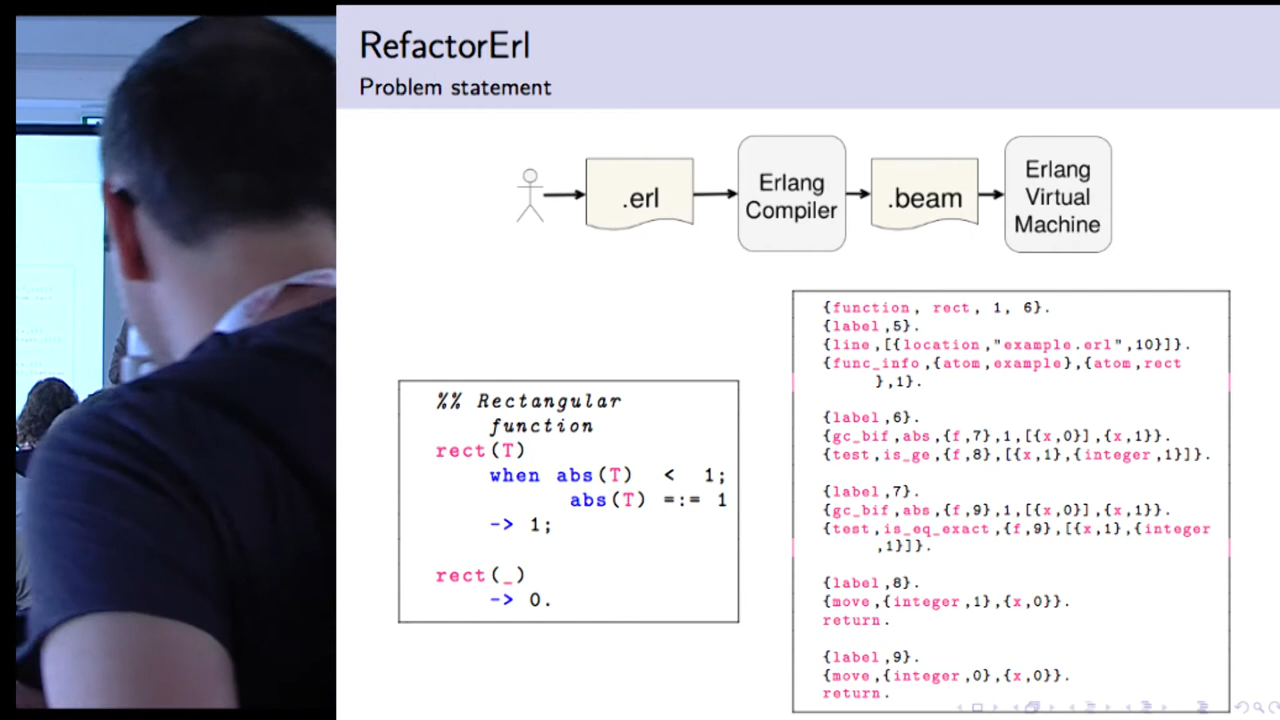 RefactorErl
Problem statement
.erl
Erlang
Compiler
.beam
Erlang
Virtual
Machine
%% Rectangular
function
rect(T)
when abs(T) < 1;
abs(T) =:= 1
-> 1;
rect(_)
-> 0.
{function, rect, 1, 6}.
{label,5}.
{line,[{location,"example.erl",10}]}.
{func_info,{atom,example},{atom,rect
},1}.
{label,6}.
{gc_bif,abs,{f,7},1,[{x,0}],{x,1}}.
{test,is_ge,{f,8},[{x,1},{integer,1}]}.
{label,7}.
{gc_bif,abs,{f,9},1,[{x,0}],{x,1}}.
{test,is_eq_exact,{f,9},[{x,1},{integer
,1}]}.
{label,8}.
{move,{integer,1},{x,0}}.
return.
{label,9}.
{move,{integer,0},{x,0}}.
return.